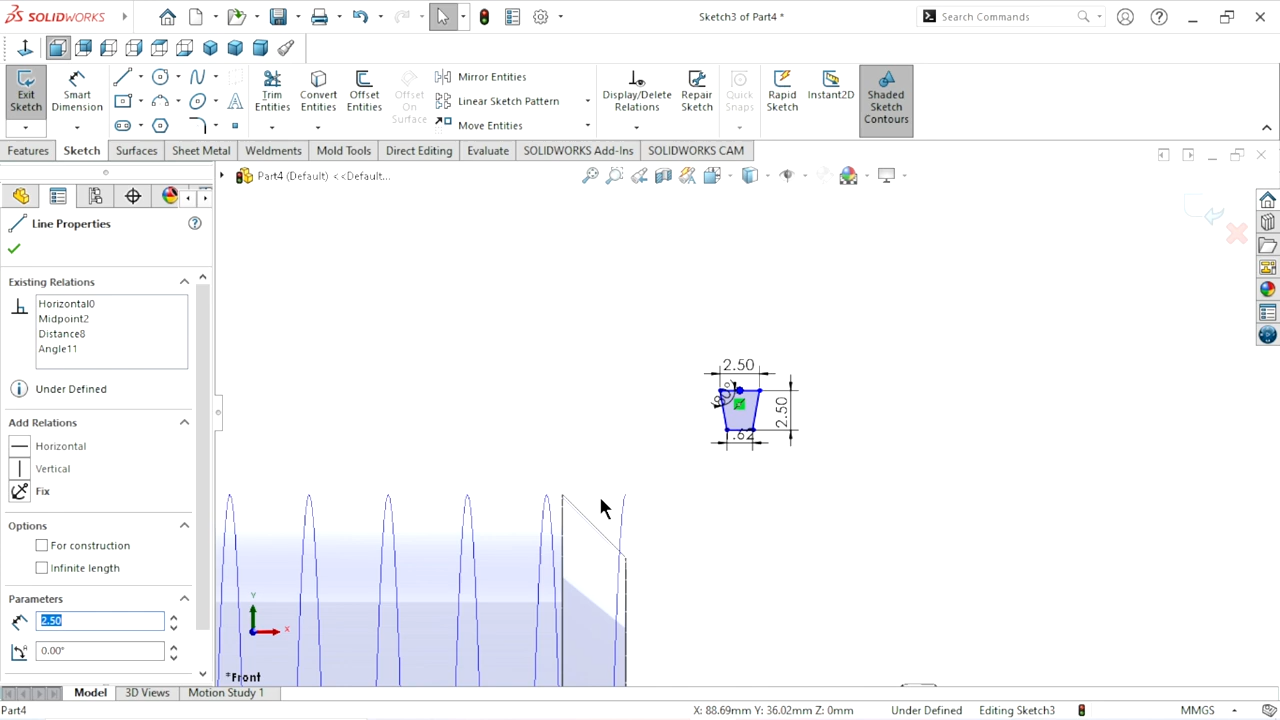 SOLIDWORKS
Sketch3 of Part4 *
Search Commands
Exit Sketch
Smart Dimension
Trim Entities
Convert Entities
Offset Entities
Offset On Surface
Mirror Entities
Linear Sketch Pattern
Move Entities
Display/Delete Relations
Repair Sketch
Quick Snaps
Rapid Sketch
Instant2D
Shaded Sketch Contours
Features
Sketch
Surfaces
Sheet Metal
Weldments
Mold Tools
Direct Editing
Evaluate
SOLIDWORKS Add-Ins
SOLIDWORKS CAM
Part4 (Default) <<Default...
Line Properties
Existing Relations
Horizontal0
Midpoint2
Distance8
Angle11
Under Defined
Add Relations
Horizontal
Vertical
Fix
Options
For construction
Infinite length
Parameters
2.50
0.00°
2.50
2.50
Y
X
*Front
Model
3D Views
Motion Study 1
Part4
X: 88.69mm Y: 36.02mm Z: 0mm
Under Defined
Editing Sketch3
MMGS